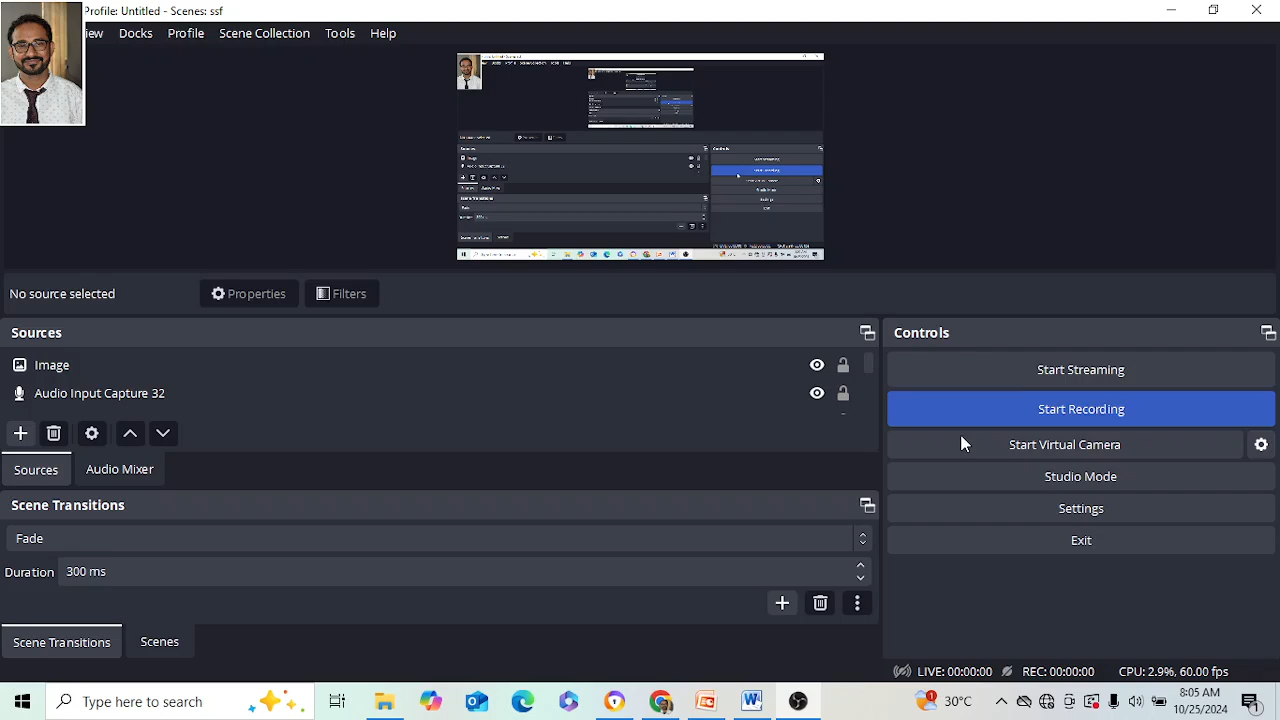 Profile: Untitled - Scenes: ssf
iew Docks Profile Scene Collection Tools Help
No source selected
Properties
Filters
Sources
Image
Audio Input Capture 32
Sources
Audio Mixer
Scene Transitions
Fade
Duration
300 ms
Scene Transitions
Scenes
Controls
Start Streaming
Start Recording
Start Virtual Camera
Studio Mode
Settings
Exit
LIVE: 00:00:00 REC: 00:00:00 CPU: 2.9%, 60.00 fps
Type here to search
30°C
8:05 AM
10/25/2024